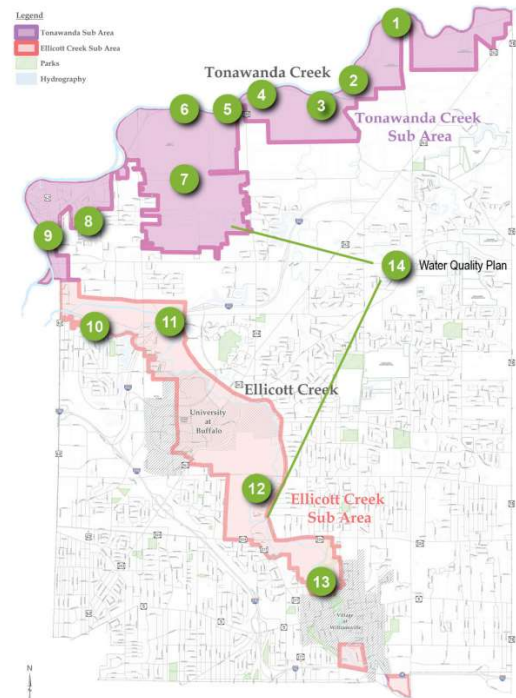 Legend
Tonawanda Sub Area
Ellicott Creek Sub Area
Parks
Hydrography
1
Tonawanda Creek
2
4
3
6
5
Tonawanda Creek
Sub Area
7
8
9
14 Water Quality Plan
10
11
Ellicott Creek
University
at
Buffalo
12
Ellicott Creek
Sub Area
13
Village
of
Williamsville
N